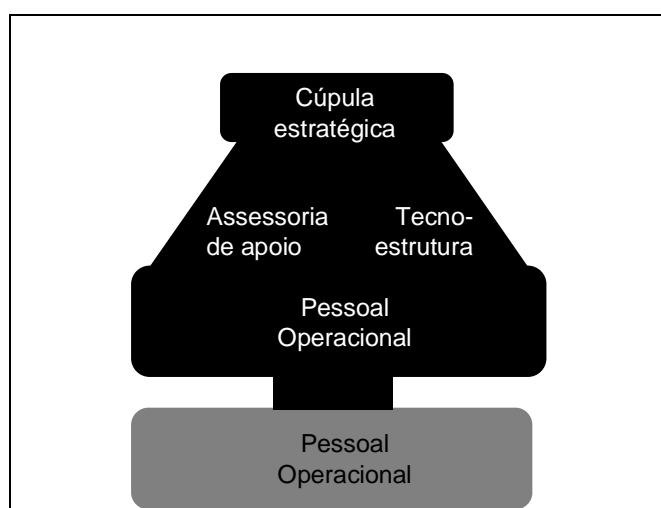 Cúpula
estratégica
Assessoria
de apoio
Tecno-
estrutura
Pessoal
Operacional
Pessoal
Operacional